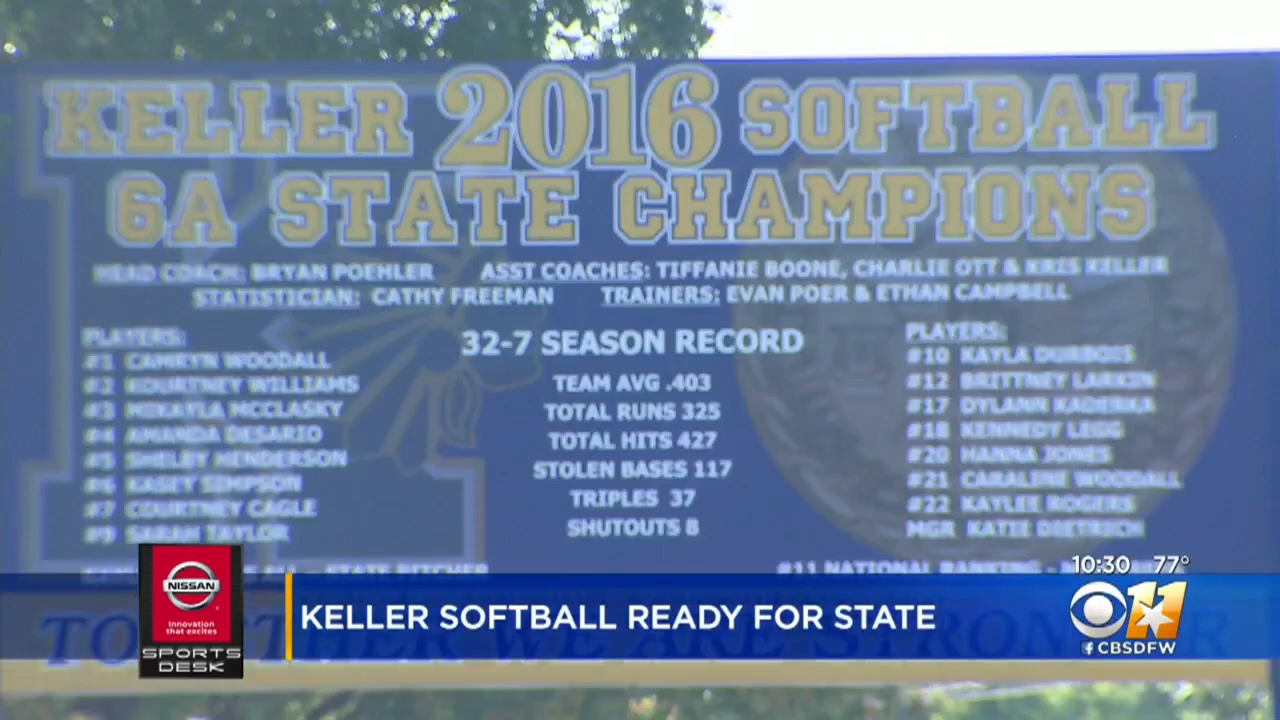 KELLER 2016 SOFTBALL
6A STATE CHAMPIONS
HEAD COACH: BRYAN POEHLER ASST COACHES: TIFFANIE BOONE, CHARLIE OTT & KRIS KELLER
STATISTICIAN: CATHY FREEMAN TRAINERS: EVAN POER & ETHAN CAMPBELL
PLAYERS:
#1 CAMRYN WOODALL
#2 KOURTNEY WILLIAMS
#3 MIKAYLA MCCLASKY
#4 AMANDA DESARIO
#5 SHELBY HENDERSON
#6 KASEY SIMPSON
#7 COURTNEY CAGLE
#9 SARAH TAYLOR
32-7 SEASON RECORD
TEAM AVG .403
TOTAL RUNS 325
TOTAL HITS 427
STOLEN BASES 117
TRIPLES 37
SHUTOUTS 8
PLAYERS:
#10 KAYLA
#12 BRITTNEY LARKIN
#17 DYLANN KADERKA
#18 KENNEDY LEGG
#20 HANNA JONES
#21 CARALINE WOODALL
#22 KAYLEE ROGERS
MGR KATIE DIETRICH
ALL - STATE PITCHER
#11 NATIONAL RANKING -
WE
10:30 77°
NISSAN
Innovation
that excites
SPORTS
DESK
KELLER SOFTBALL READY FOR STATE
11
f CBSDFW